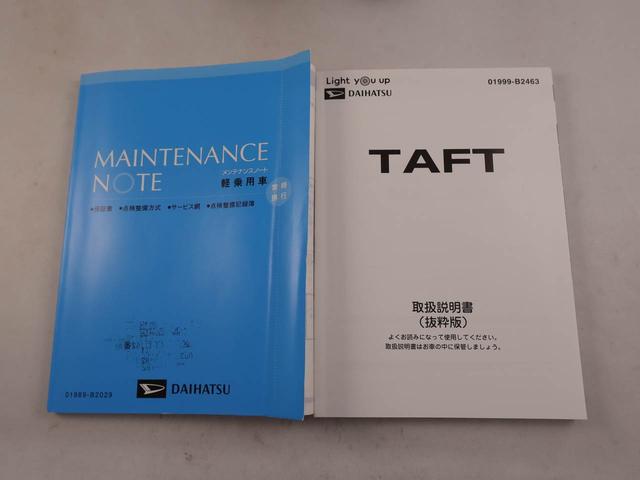 MAINTENANCE
NOTE
メンテナンスノート
軽乗用車
●保証書 ●点検整備方式 ●サービス網 ●点検整備記録簿
DAIHATSU
01989-B2029
Light you up
01999-B2463
DAIHATSU
TAFT
取扱説明書
（抜粋版）
よくお読みになって使用してください。
取扱説明書はお車の中に保管しましょう。